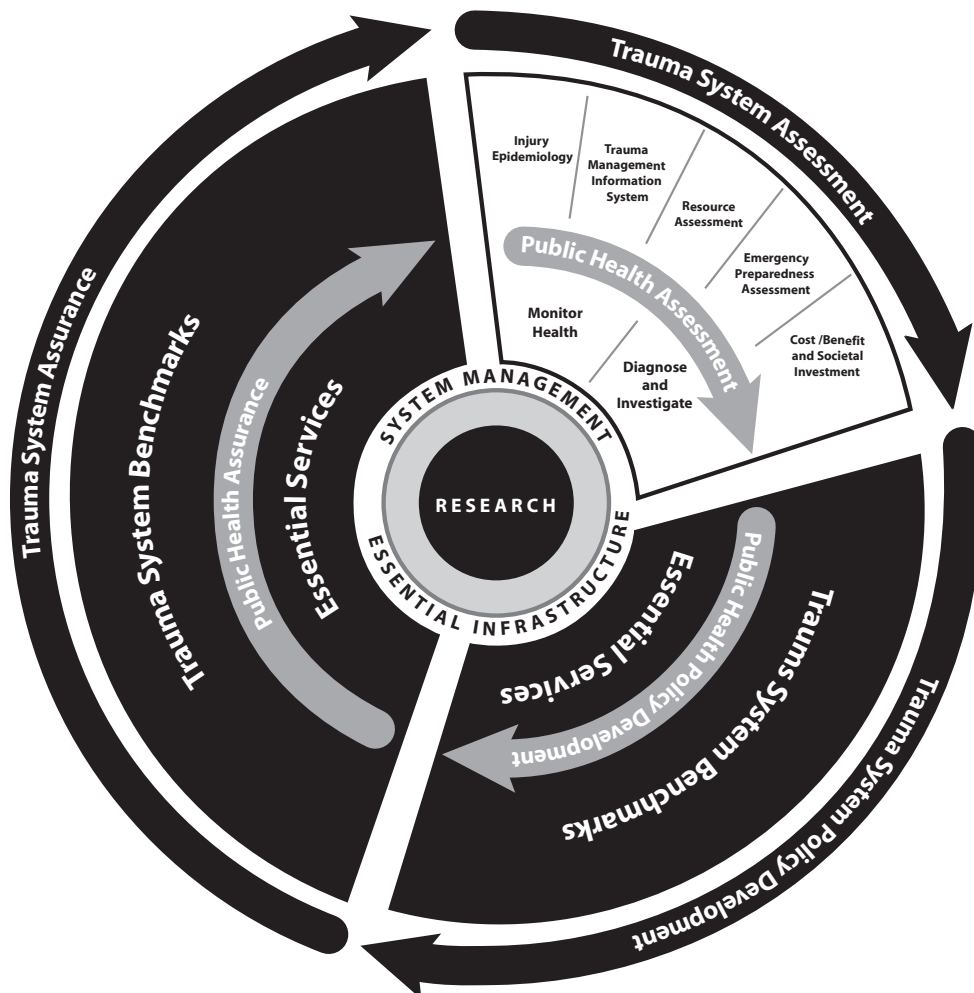 Trauma System Assessment
Injury
Epidemiology
Trauma
Management
Information
System
Resource
Assessment
Emergency
Preparedness
Assessment
Cost /Benefit
and Societal
Investment
Public Health Assessment
Monitor
Health
Diagnose
and
Investigate
SYSTEM MANAGEMENT
RESEARCH
ESSENTIAL INFRASTRUCTURE
Essential Services
Public Health Policy Development
Traums System Benchmarks
Trauma System Policy Development
Essential Services
Public Health Assurance
Trauma System Benchmarks
Trauma System Assurance